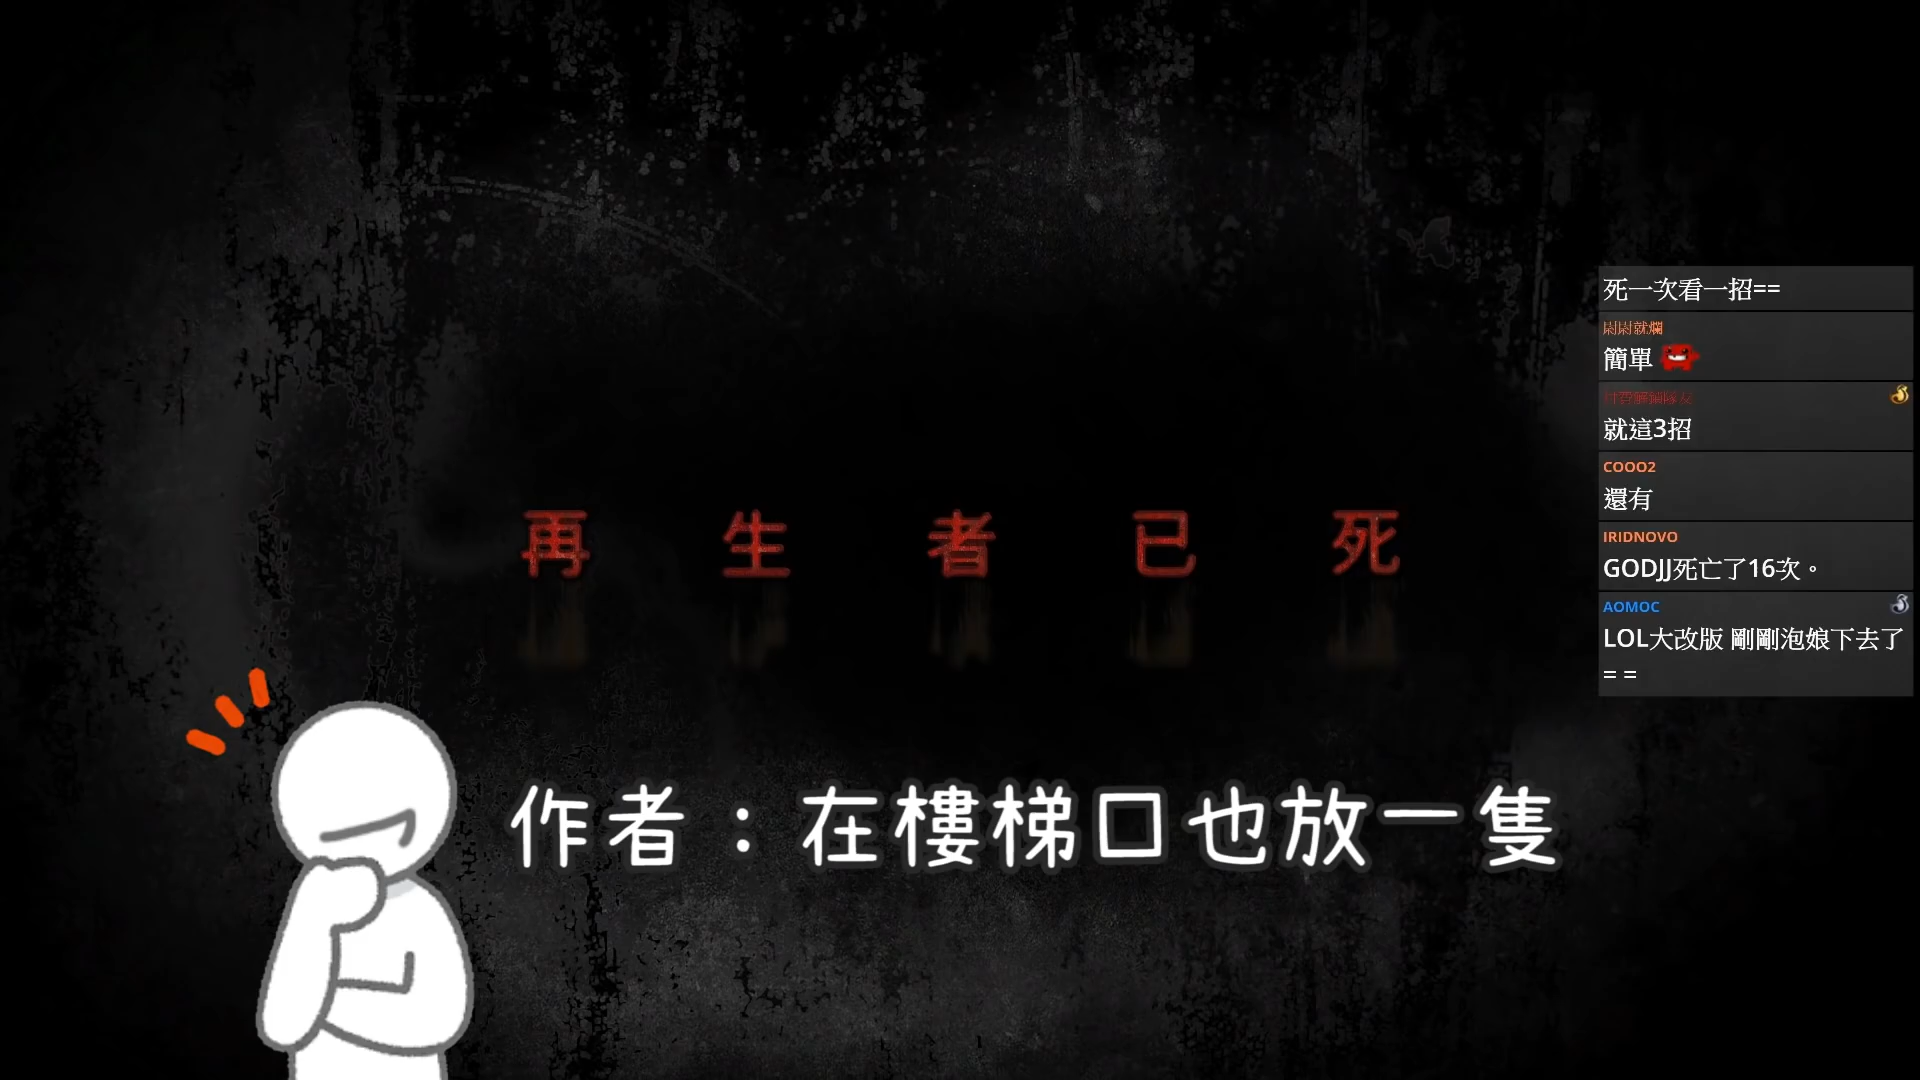 死一次看一招==
簡單
就這3招
COOO2
還有
IRIDNOVO
GODJJ死亡了16次。
AOMOC
LOL大改版 剛剛泡娘下去了
= =
再生者已死
作者：在樓梯口也放一隻